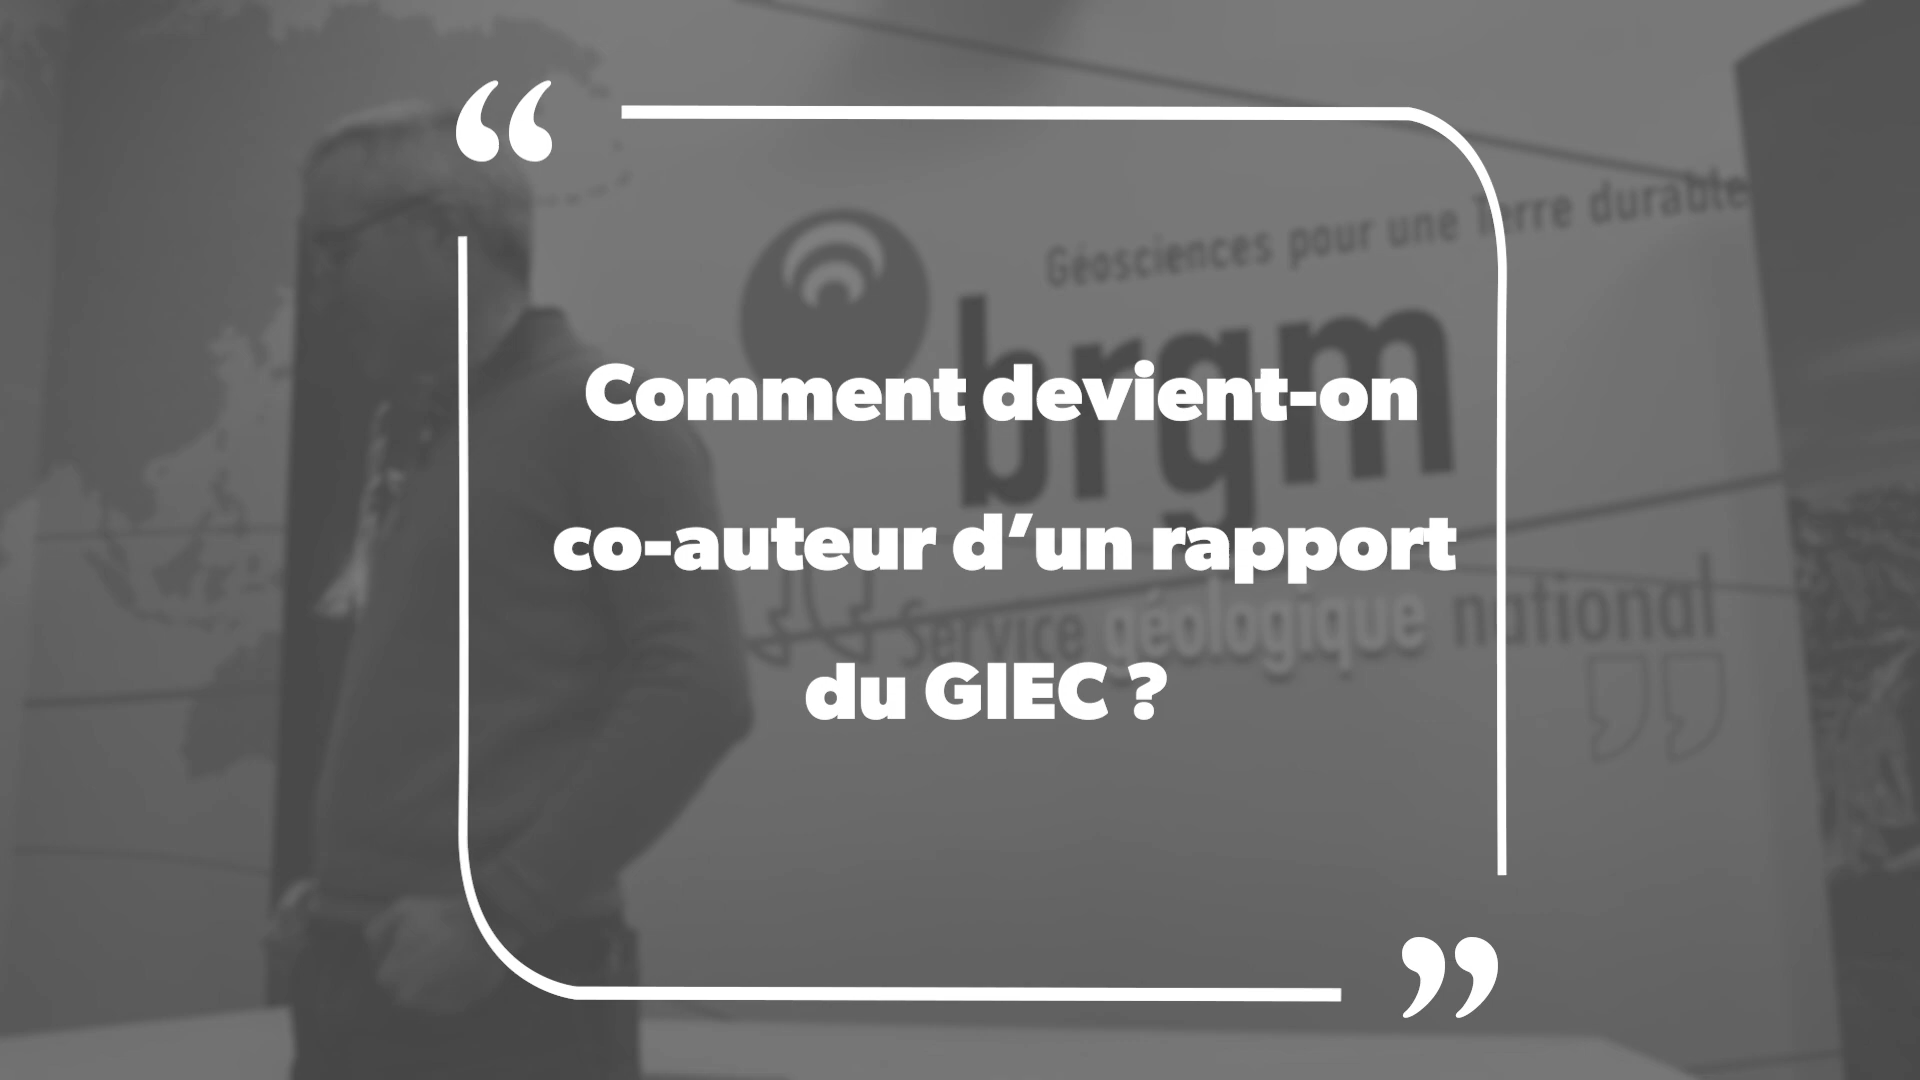 Géosciences pour une Terre durable
brgm
Comment devient-on
co-auteur d’un rapport
du GIEC ?
Service géologique national